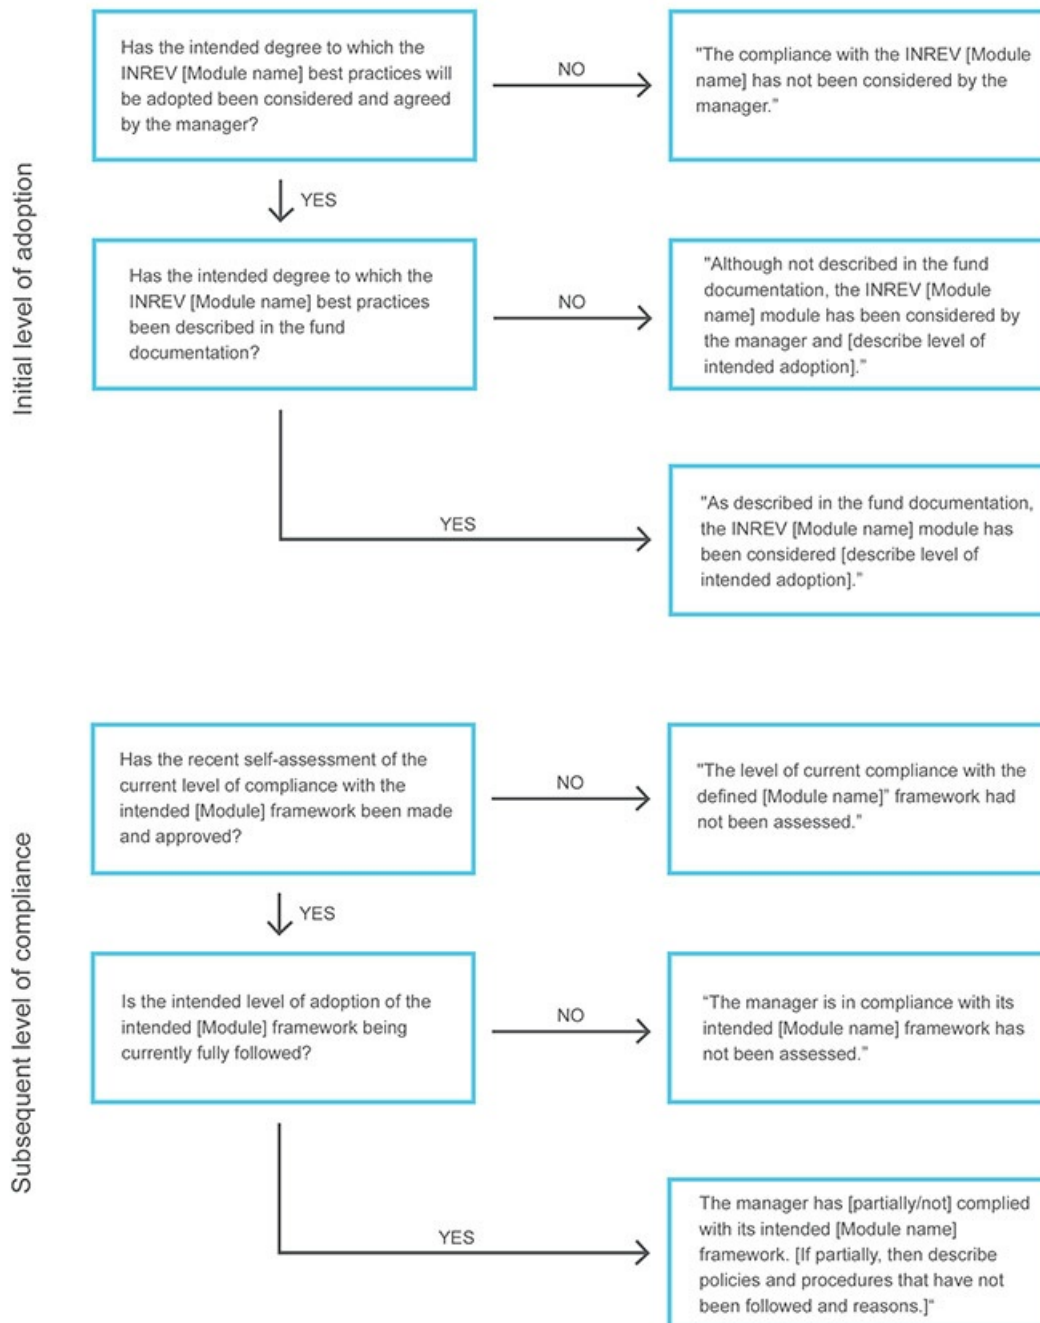 Initial level of adoption
Has the intended degree to which the
INREV [Module name] best practices will
be adopted been considered and agreed
by the manager?
NO
"The compliance with the INREV [Module
name] has not been considered by the
manager.”
YES
Has the intended degree to which the
INREV [Module name] best practices
been described in the fund
documentation?
NO
"Although not described in the fund
documentation, the INREV [Module
name] module has been considered by
the manager and [describe level of
intended adoption].”
YES
"As described in the fund documentation,
the INREV [Module name] module has
been considered [describe level of
intended adoption].”
Subsequent level of compliance
Has the recent self-assessment of the
current level of compliance with the
intended [Module] framework been made
and approved?
NO
"The level of current compliance with the
defined [Module name]” framework had
not been assessed.”
YES
Is the intended level of adoption of the
intended [Module] framework being
currently fully followed?
NO
“The manager is in compliance with its
intended [Module name] framework has
not been assessed.”
YES
The manager has [partially/not] complied
with its intended [Module name]
framework. [If partially, then describe
policies and procedures that have not
been followed and reasons.]“